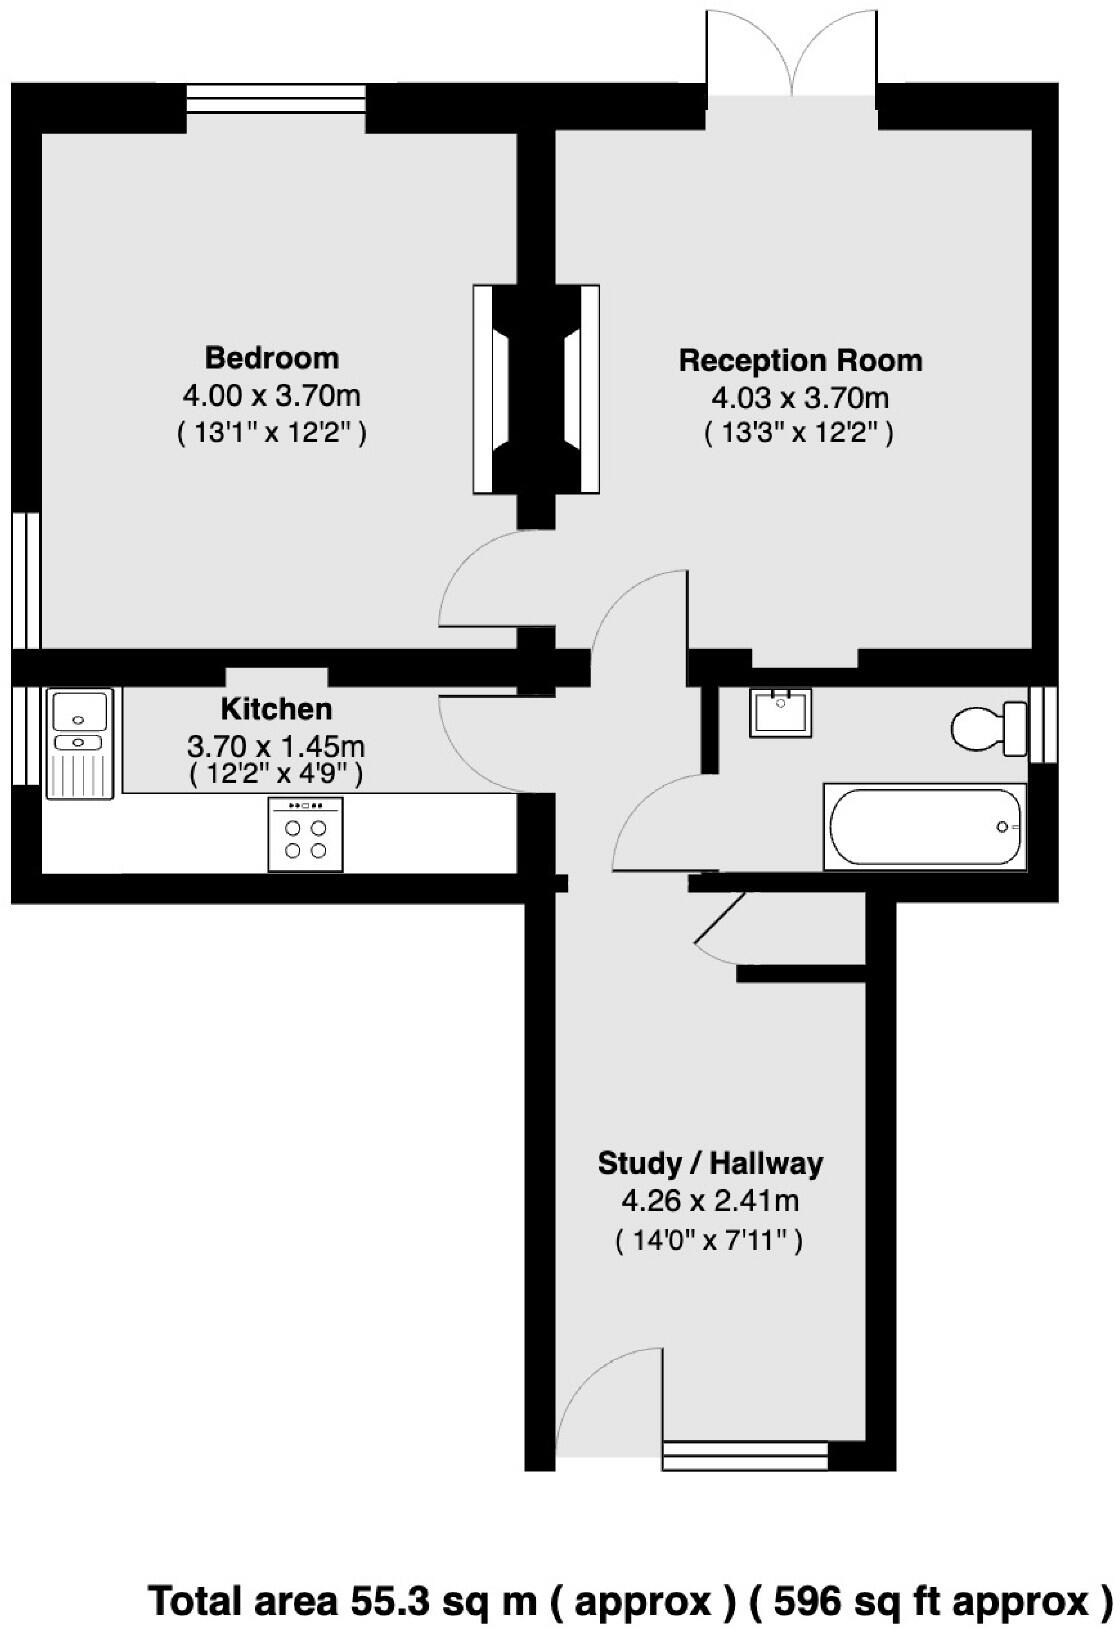 Bedroom
4.00 x 3.70m
( 13'1" x 12'2" )
Reception Room
4.03 x 3.70m
( 13'3" x 12'2" )
Kitchen
3.70 x 1.45m
( 12'2" x 4'9" )
Study / Hallway
4.26 x 2.41m
( 14'0" x 7'11" )
Total area 55.3 sq m ( approx ) ( 596 sq ft approx )